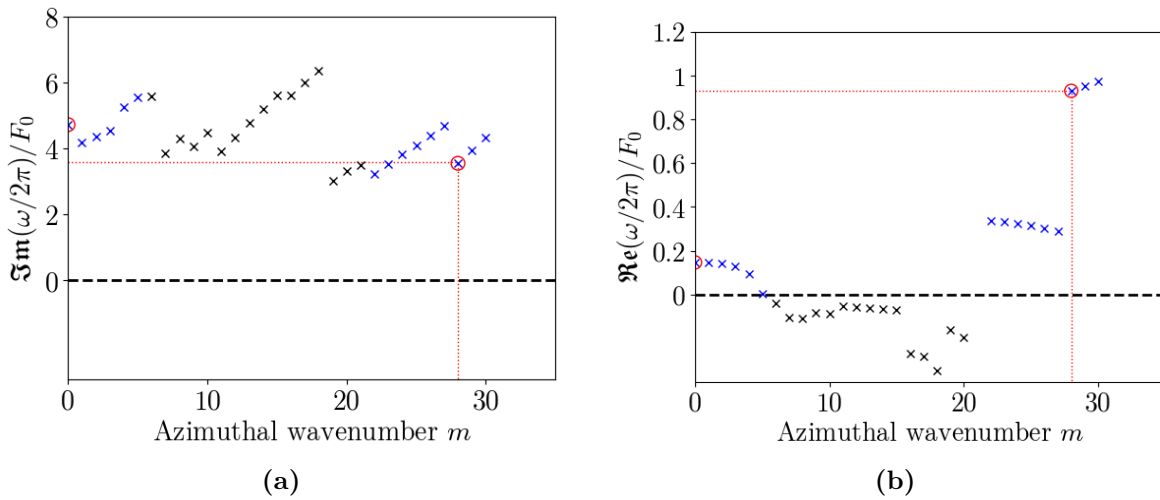 8
6
4
2
0
𝕴𝖒(ω/2π)/F₀
0 10 20 30
Azimuthal wavenumber m
(a)
1.2
1
0.8
0.6
0.4
0.2
0
𝕽𝖊(ω/2π)/F₀
0 10 20 30
Azimuthal wavenumber m
(b)